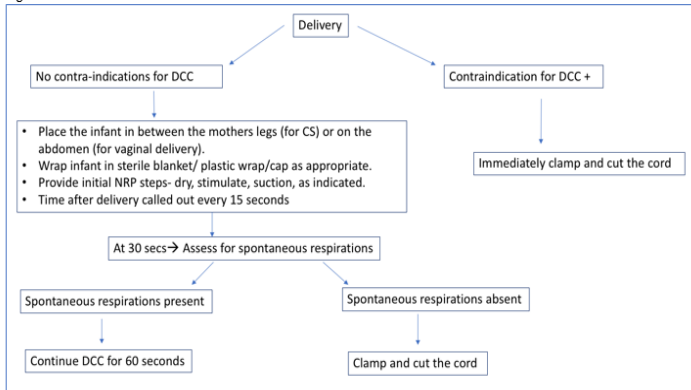 Delivery
No contra-indications for DCC
Contraindication for DCC +
• Place the infant in between the mothers legs (for CS) or on the
abdomen (for vaginal delivery).
• Wrap infant in sterile blanket/ plastic wrap/cap as appropriate.
• Provide initial NRP steps- dry, stimulate, suction, as indicated.
• Time after delivery called out every 15 seconds
Immediately clamp and cut the cord
At 30 secs→ Assess for spontaneous respirations
Spontaneous respirations present
Spontaneous respirations absent
Continue DCC for 60 seconds
Clamp and cut the cord